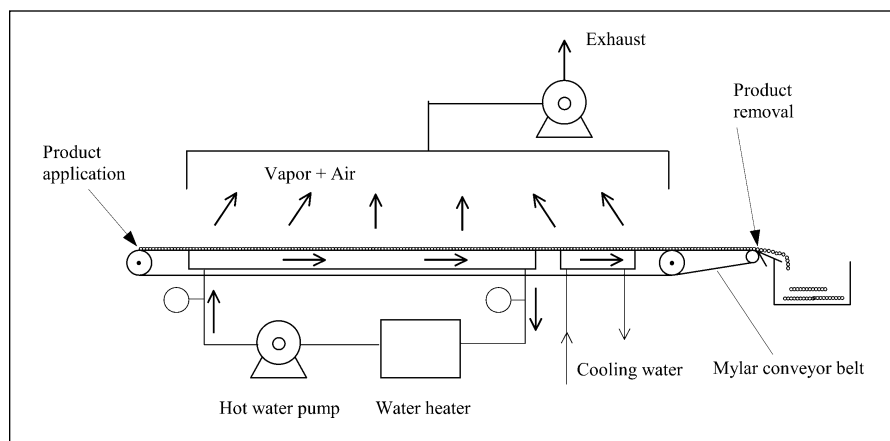 Exhaust
Product
removal
Product
application
Vapor + Air
Cooling water
Mylar conveyor belt
Hot water pump
Water heater